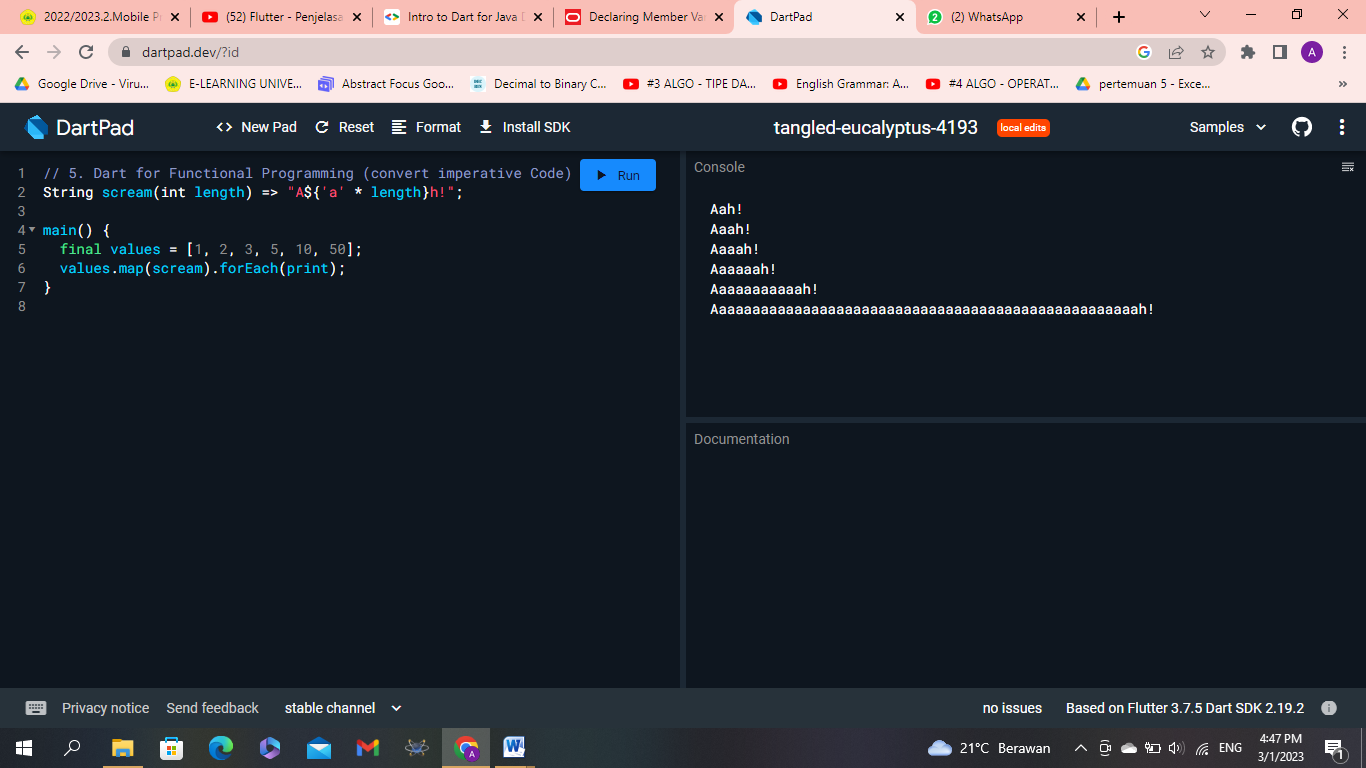 2022/2023.2.Mobile Pr
(52) Flutter - Penjelasa
Intro to Dart for Java D
Declaring Member Var
DartPad
(2) WhatsApp
dartpad.dev/?id
Google Drive - Viru...
E-LEARNING UNIVE...
Abstract Focus Goo...
Decimal to Binary C...
#3 ALGO - TIPE DA...
English Grammar: A...
#4 ALGO - OPERAT...
pertemuan 5 - Exce...
DartPad
New Pad
Reset
Format
Install SDK
tangled-eucalyptus-4193
local edits
Samples
1 // 5. Dart for Functional Programming (convert imperative Code)
2 String scream(int length) => "A${'a' * length}h!";
3
4 main() {
5 final values = [1, 2, 3, 5, 10, 50];
6 values.map(scream).forEach(print);
7 }
8
Run
Console
Aah!
Aaah!
Aaaah!
Aaaaaah!
Aaaaaaaaaaah!
Aaaaaaaaaaaaaaaaaaaaaaaaaaaaaaaaaaaaaaaaaaaaaaaaaaah!
Documentation
Privacy notice
Send feedback
stable channel
no issues
Based on Flutter 3.7.5 Dart SDK 2.19.2
21°C Berawan
ENG
4:47 PM
3/1/2023
1